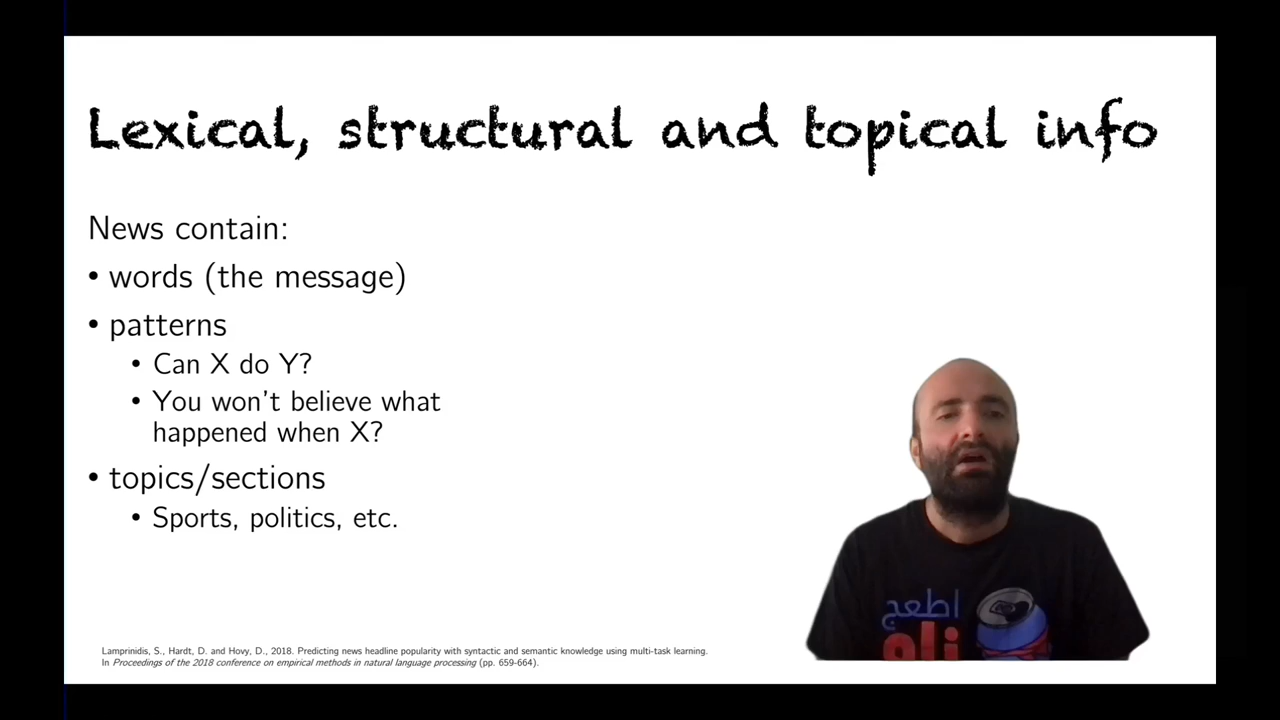 Lexical, structural and topical info
News contain:
• words (the message)
• patterns
• Can X do Y?
• You won't believe what
happened when X?
• topics/sections
• Sports, politics, etc.
Lamprinidis, S., Hardt, D. and Hovy, D., 2018. Predicting news headline popularity with syntactic and semantic knowledge using multi-task learning.
In Proceedings of the 2018 conference on empirical methods in natural language processing (pp. 659-664).
اطعج